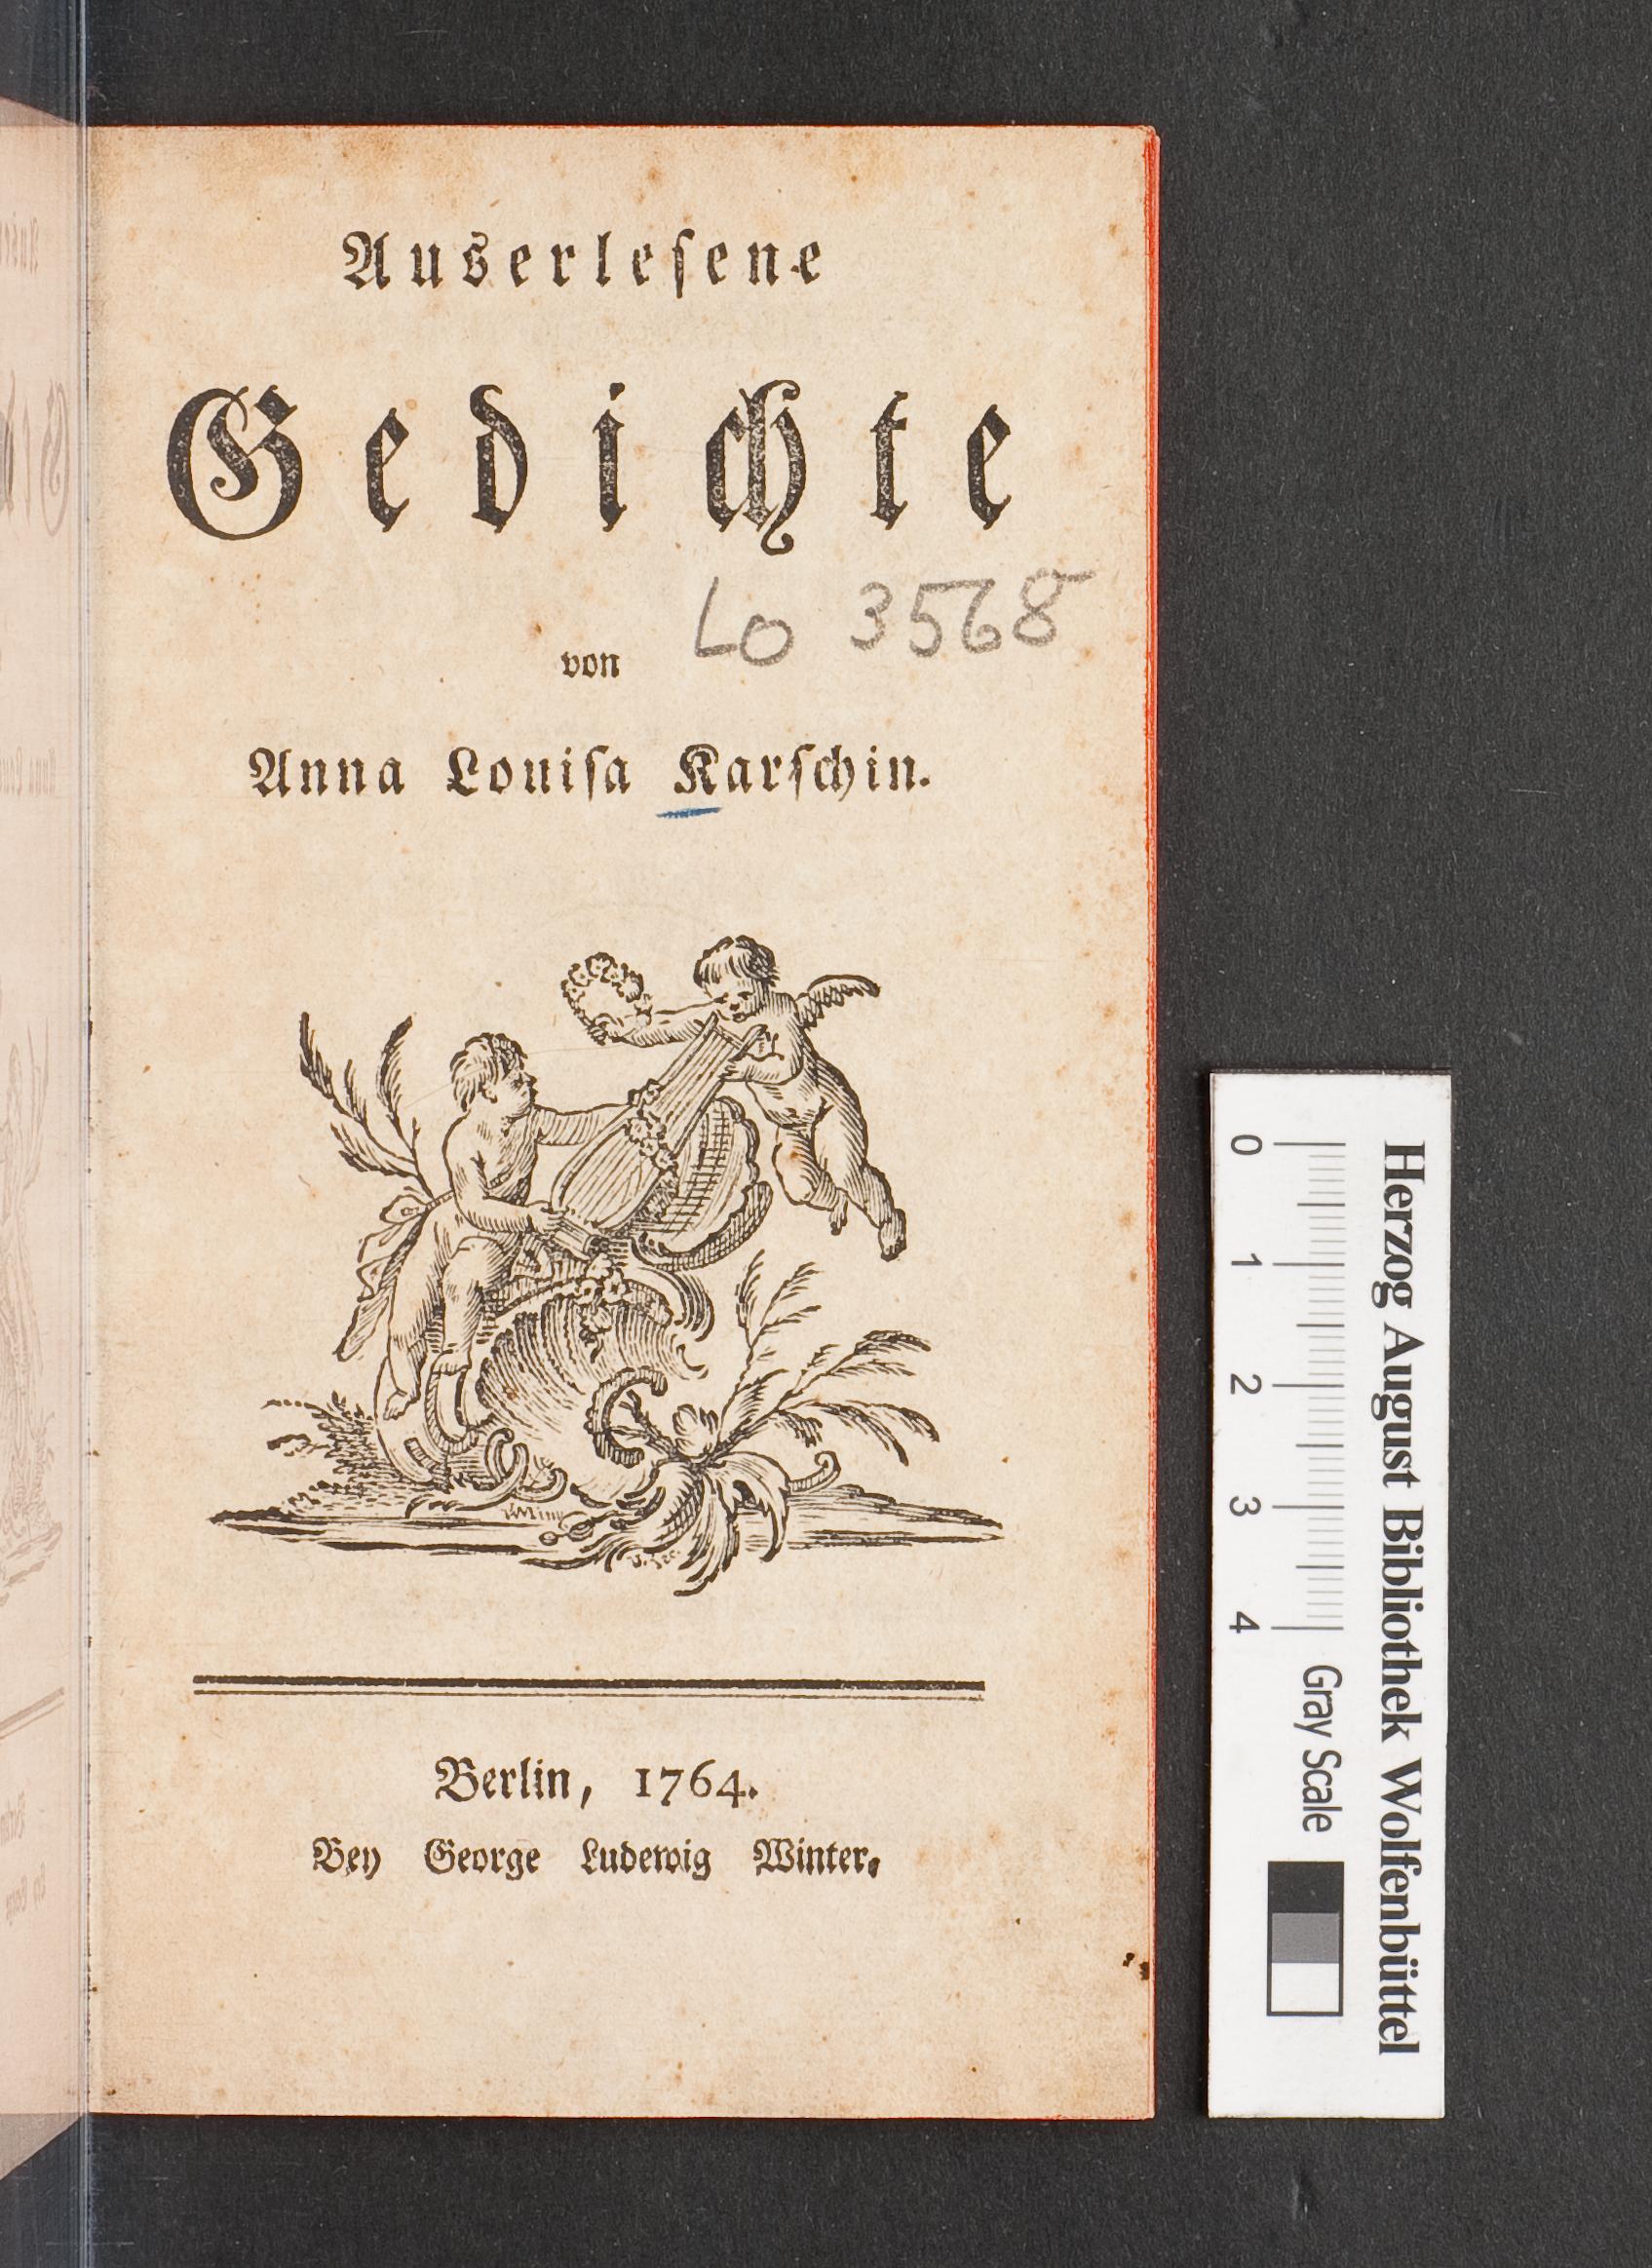 Auserleſene
Gedichte
Lo 3568
von
Anna Louiſa Karſchin.
Berlin, 1764.
Bey George Ludewig Winter.
Herzog August Bibliothek Wolfenbüttel
0 1 2 3 4 Gray Scale